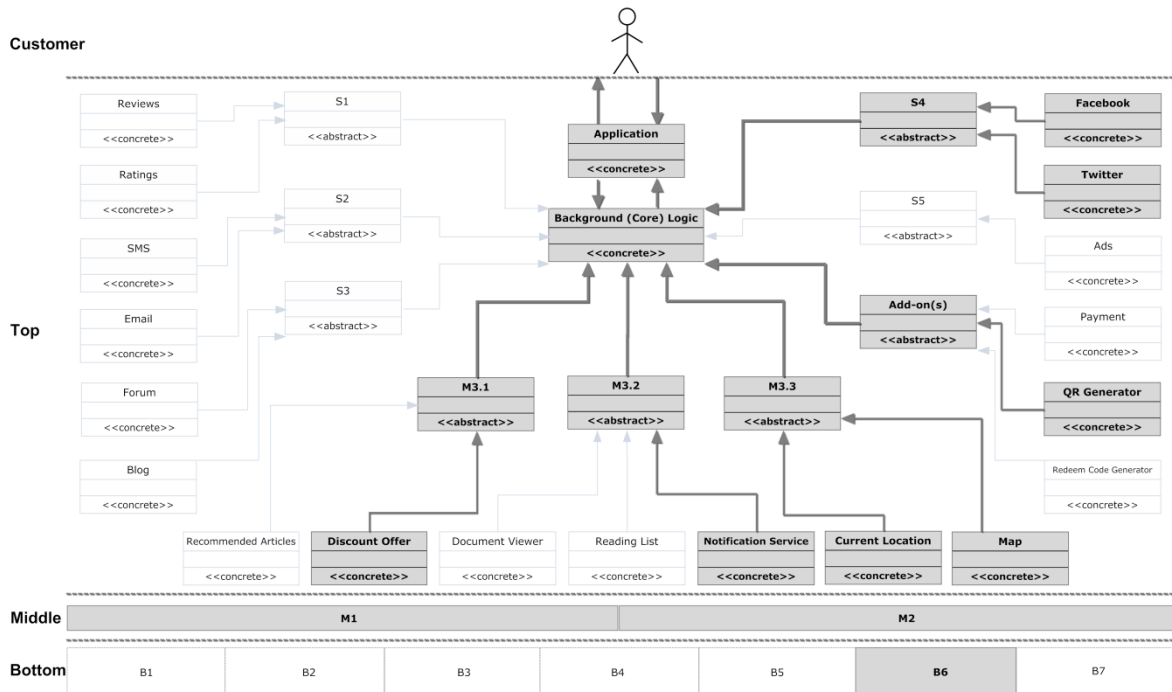 Customer
Reviews
<<concrete>>
Ratings
<<concrete>>
SMS
<<concrete>>
Email
<<concrete>>
Forum
<<concrete>>
Blog
<<concrete>>
S1
<<abstract>>
S2
<<abstract>>
S3
<<abstract>>
Application
<<concrete>>
Background (Core) Logic
<<concrete>>
S4
<<abstract>>
S5
<<abstract>>
Add-on(s)
<<abstract>>
Facebook
<<concrete>>
Twitter
<<concrete>>
Ads
<<concrete>>
Payment
<<concrete>>
QR Generator
<<concrete>>
Redeem Code Generator
<<concrete>>
Top
M3.1
<<abstract>>
M3.2
<<abstract>>
M3.3
<<abstract>>
Recommended Articles
<<concrete>>
Discount Offer
<<concrete>>
Document Viewer
<<concrete>>
Reading List
<<concrete>>
Notification Service
<<concrete>>
Current Location
<<concrete>>
Map
<<concrete>>
Middle
M1
M2
Bottom
B1
B2
B3
B4
B5
B6
B7